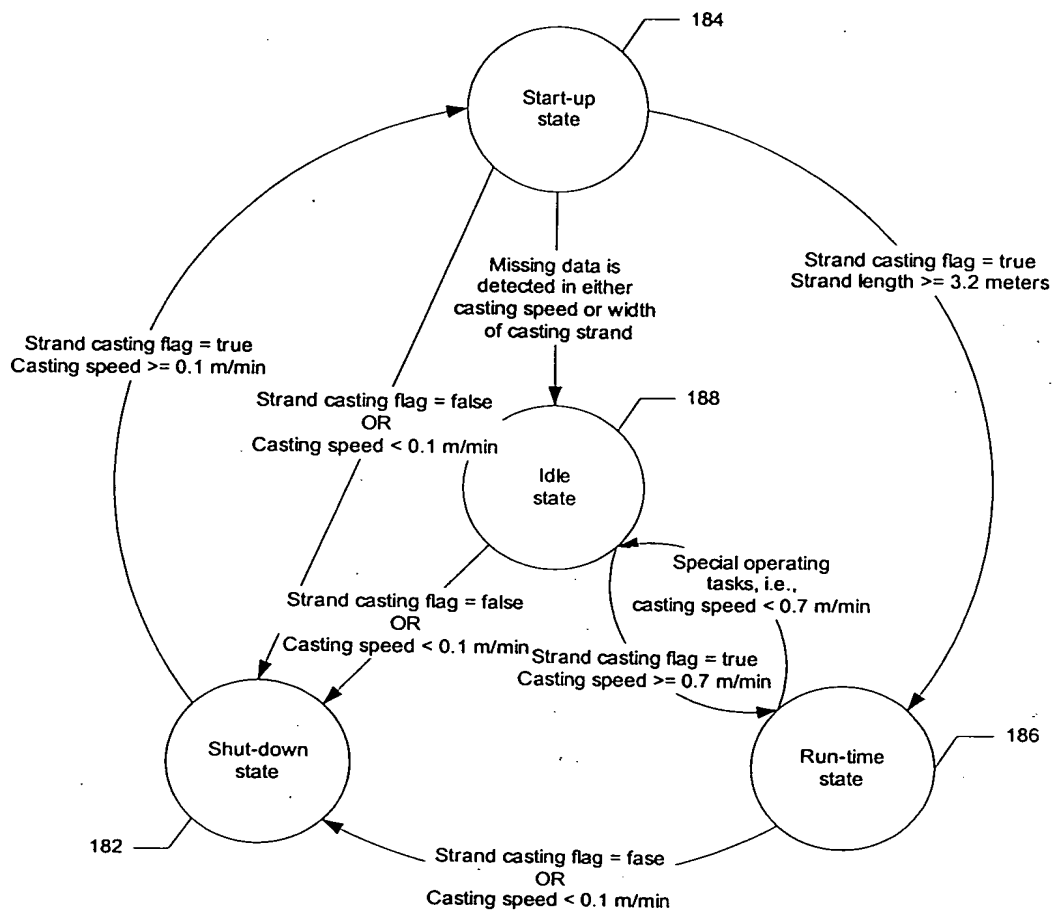 184
Start-up
state
Missing data is
detected in either
casting speed or width
of casting strand
Strand casting flag = true
Strand length >= 3.2 meters
Strand casting flag = true
Casting speed >= 0.1 m/min
Strand casting flag = false
OR
Casting speed < 0.1 m/min
188
Idle
state
Special operating
tasks, i.e.,
casting speed < 0.7 m/min
Strand casting flag = false
OR
Casting speed < 0.1 m/min
Strand casting flag = true
Casting speed >= 0.7 m/min
Shut-down
state
182
Run-time
state
186
Strand casting flag = fase
OR
Casting speed < 0.1 m/min